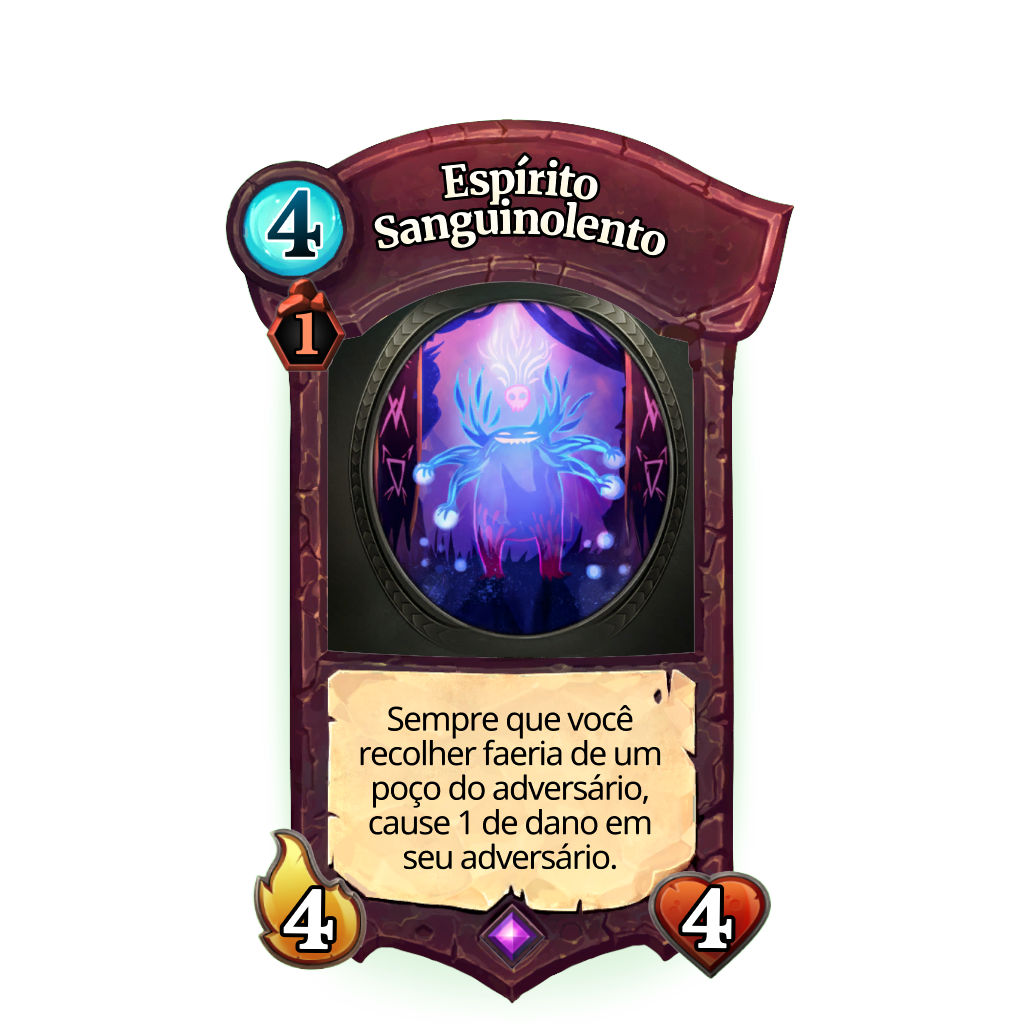 4
Espírito
Sanguinolento
1
Sempre que você
recolher faeria de um
poço do adversário,
cause 1 de dano em
seu adversário.
4
4